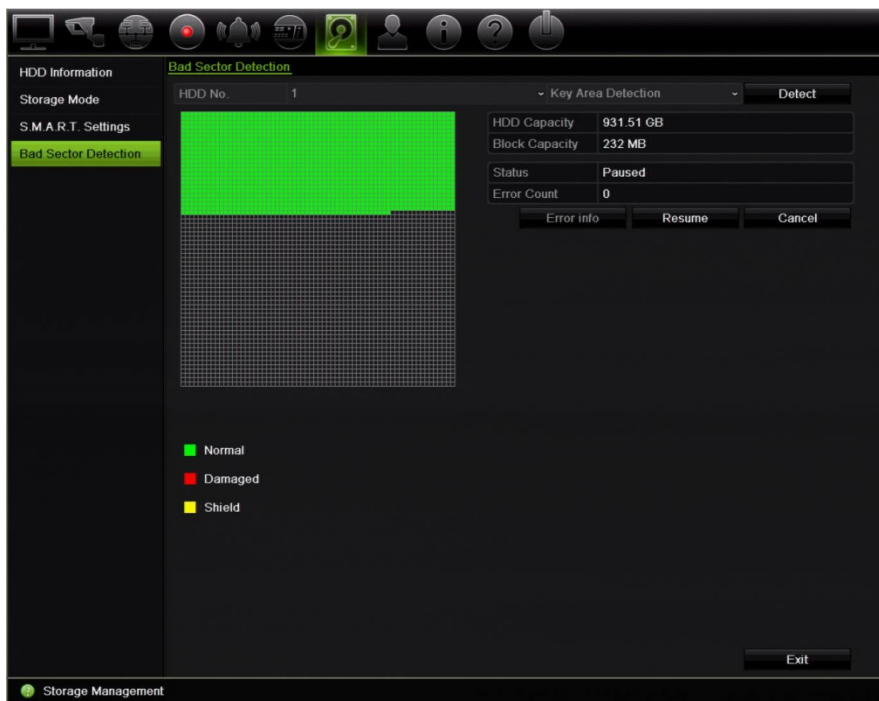 HDD Information
Storage Mode
S.M.A.R.T. Settings
Bad Sector Detection
Bad Sector Detection
HDD No. 1 Key Area Detection Detect
HDD Capacity 931.51 GB
Block Capacity 232 MB
Status Paused
Error Count 0
Error info Resume Cancel
Normal
Damaged
Shield
Exit
Storage Management